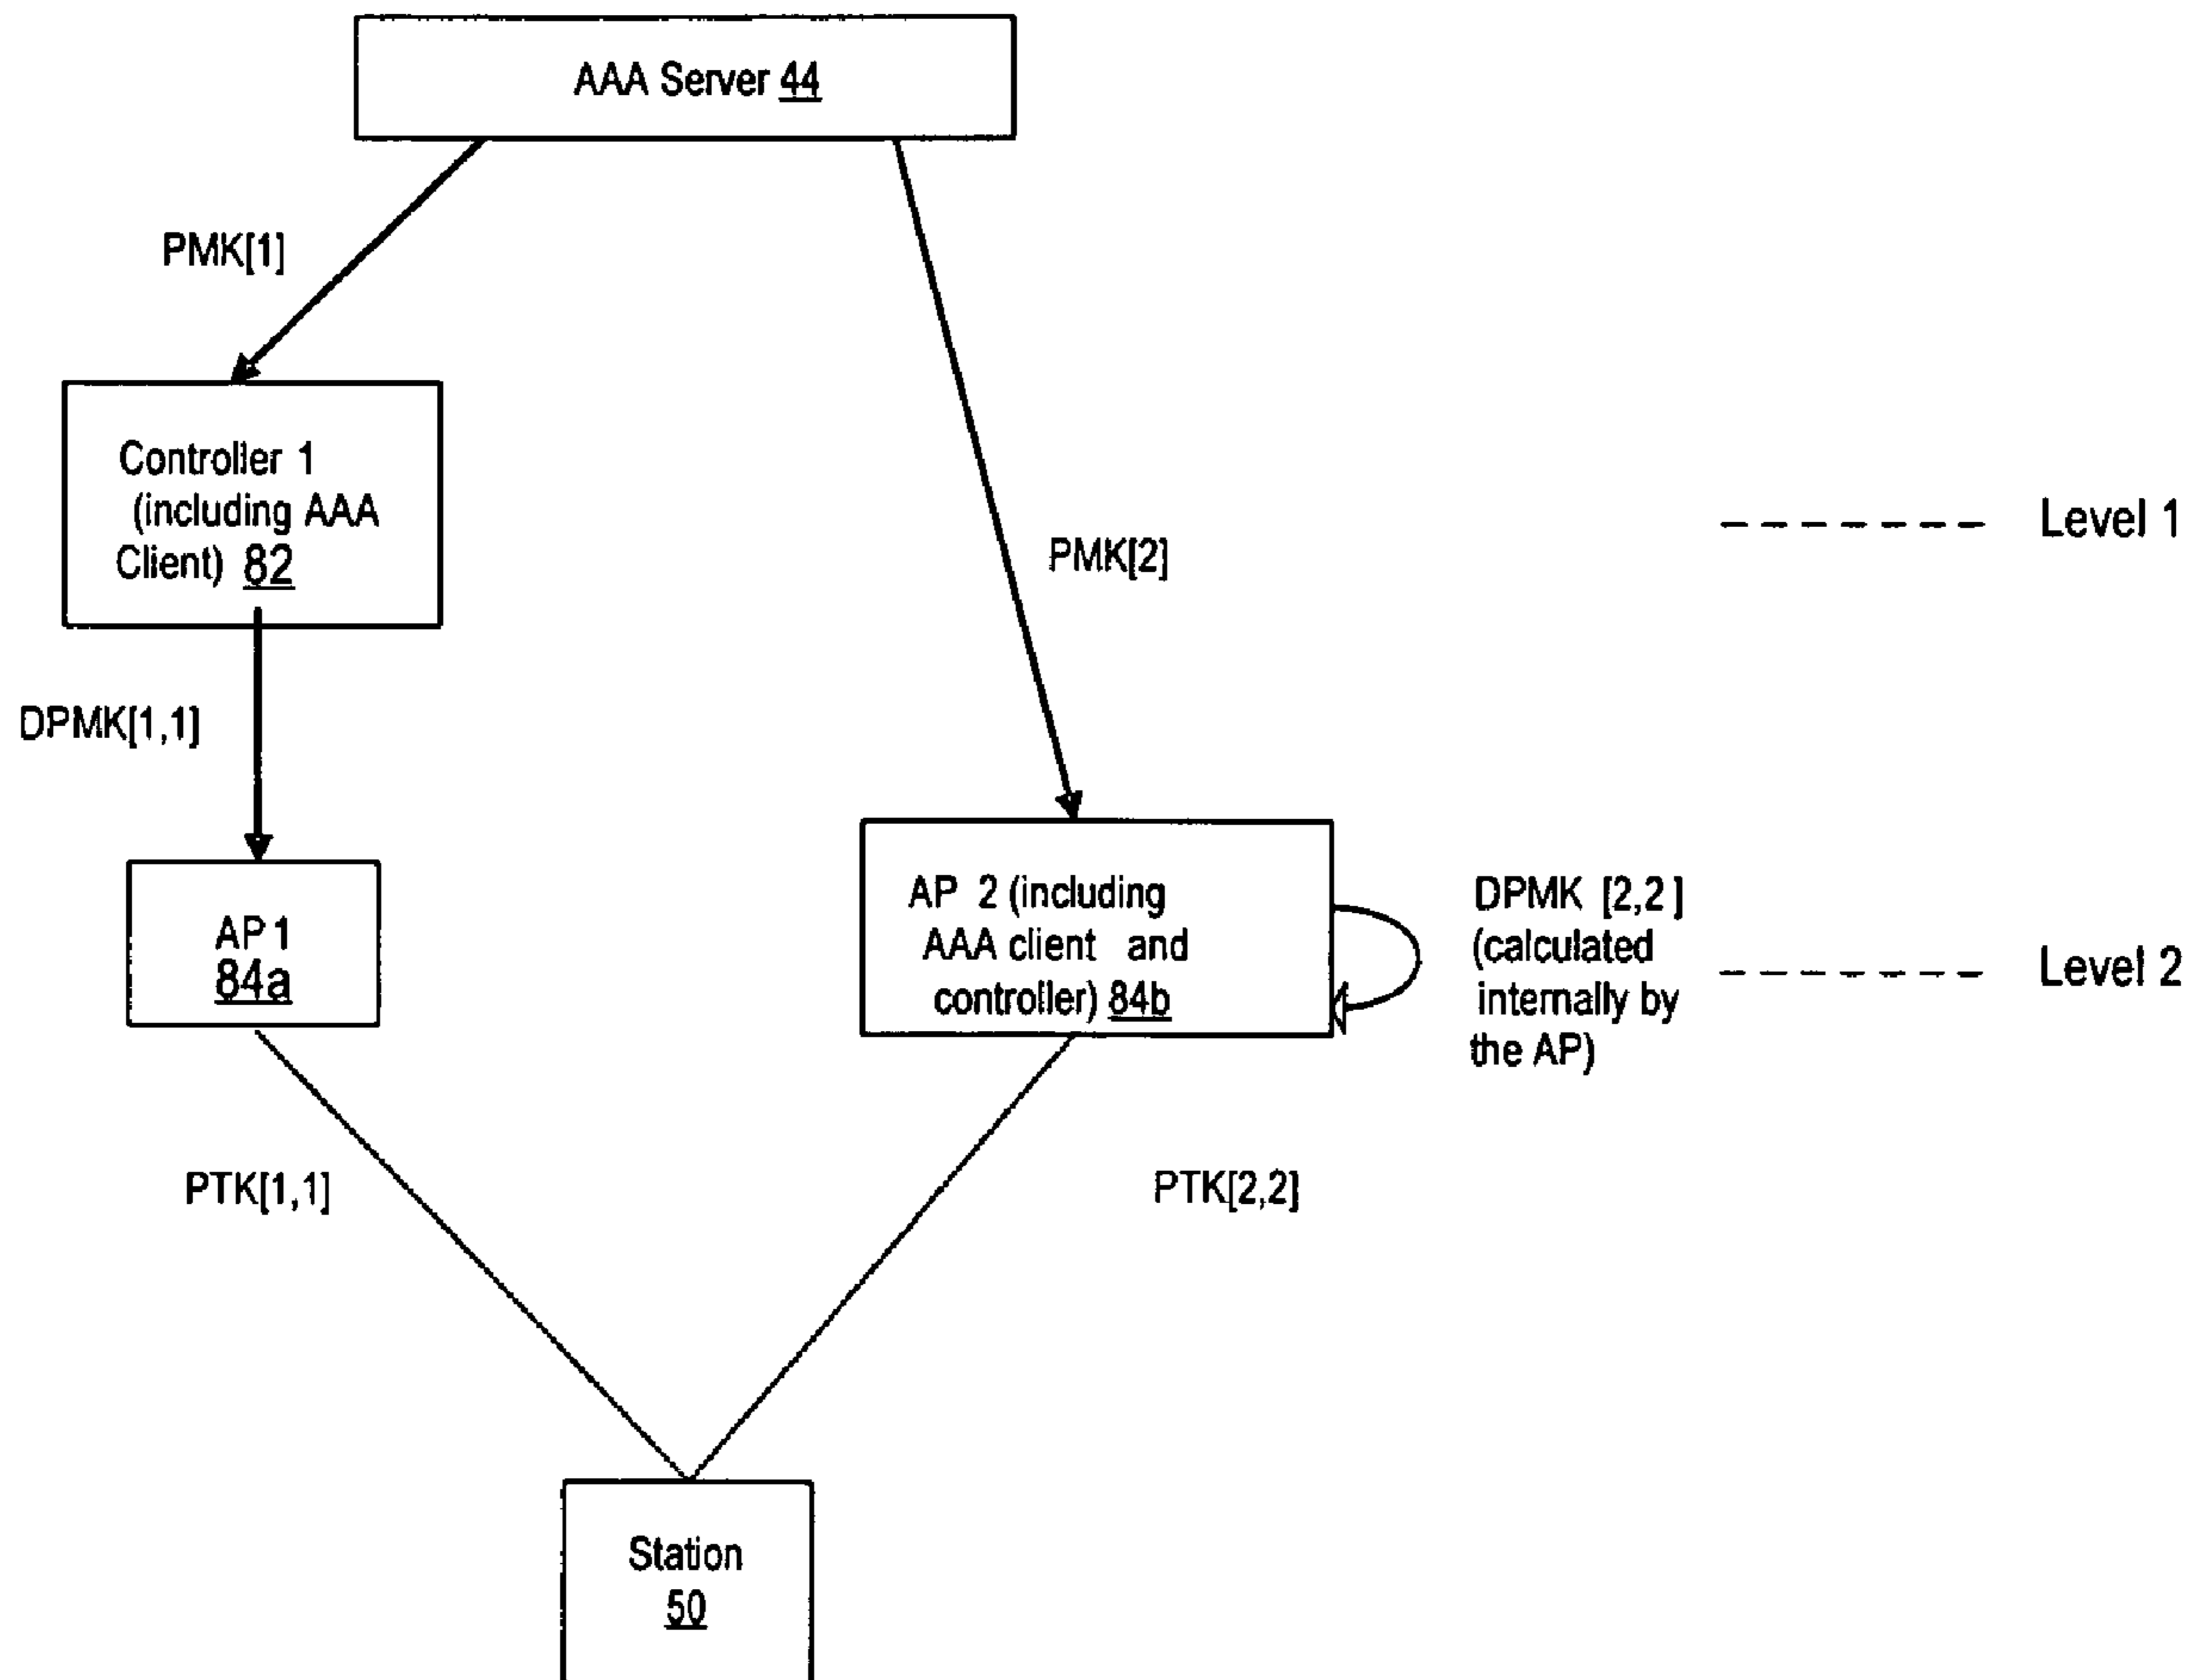 AAA Server 44
PMK[1]
Controller 1
(including AAA
Client) 82
Level 1
PMK[2]
DPMK[1,1]
AP 1
84a
AP 2 (including
AAA client and
controller) 84b
DPMK [2,2]
(calculated
internally by
the AP)
Level 2
PTK[1,1]
PTK[2,2]
Station
50